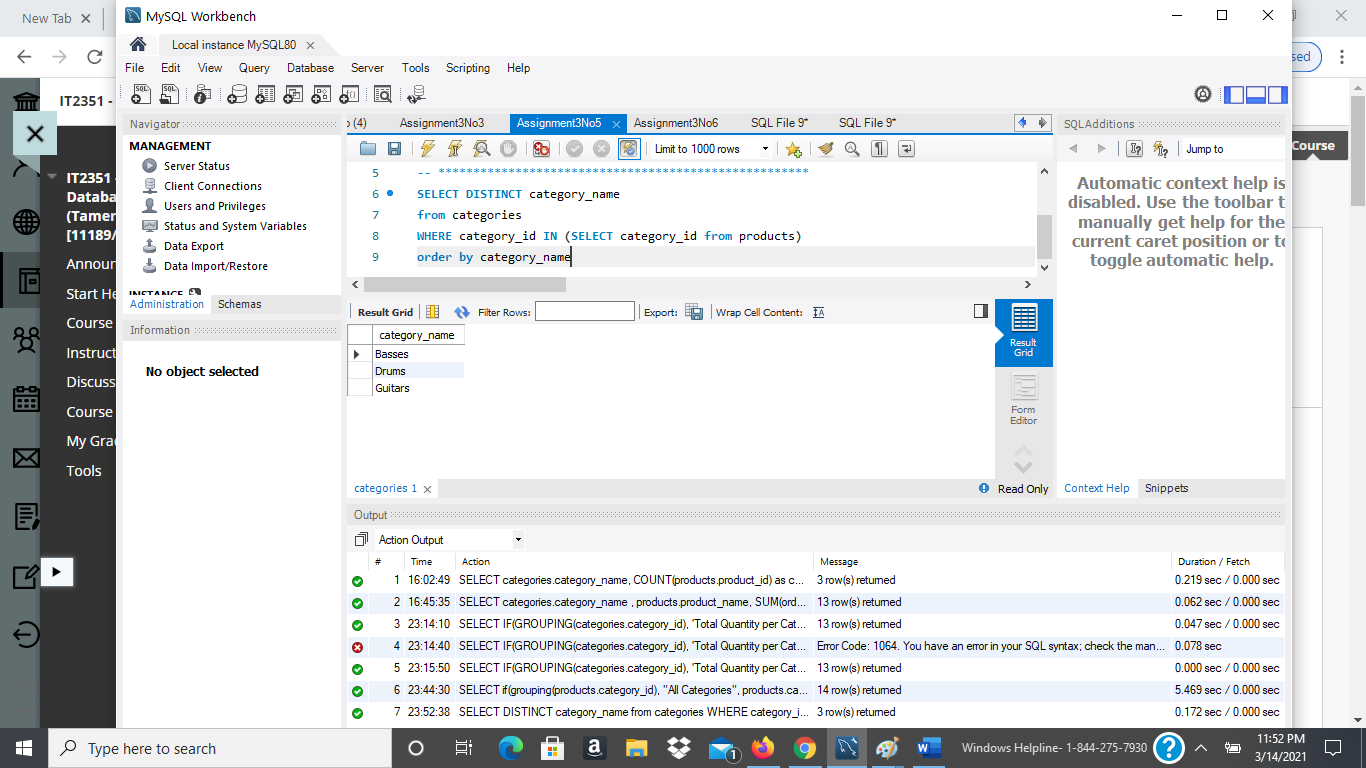 New Tab
MySQL Workbench
Local instance MySQL80
File Edit View Query Database Server Tools Scripting Help
IT2351 -
Navigator
MANAGEMENT
Server Status
Client Connections
Users and Privileges
Status and System Variables
Data Export
Data Import/Restore
INSTANCE
Administration Schemas
Information
No object selected
IT2351 -
Databa
(Tamer
[11189/
Announ
Start He
Course
Instruct
Discuss
Course
My Gra
Tools
(4) Assignment3No3 Assignment3No5 Assignment3No6 SQL File 9* SQL File 9*
Limit to 1000 rows
5 -- *****************************************************
6 SELECT DISTINCT category_name
7 from categories
8 WHERE category_id IN (SELECT category_id from products)
9 order by category_name
Result Grid Filter Rows: Export: Wrap Cell Content:
category_name
Basses
Drums
Guitars
Result
Grid
Form
Editor
categories 1
Read Only
SQLAdditions
Jump to
Automatic context help is
disabled. Use the toolbar t
manually get help for the
current caret position or to
toggle automatic help.
Context Help Snippets
sed
Course
Output
Action Output
# Time Action Message Duration / Fetch
1 16:02:49 SELECT categories.category_name, COUNT(products.product_id) as c... 3 row(s) returned 0.219 sec / 0.000 sec
2 16:45:35 SELECT categories.category_name , products.product_name, SUM(ord... 13 row(s) returned 0.062 sec / 0.000 sec
3 23:14:10 SELECT IF(GROUPING(categories.category_id), 'Total Quantity per Cat... 13 row(s) returned 0.047 sec / 0.000 sec
4 23:14:40 SELECT IF(GROUPING(categories.category_id), 'Total Quantity per Cat... Error Code: 1064. You have an error in your SQL syntax; check the man... 0.078 sec
5 23:15:50 SELECT IF(GROUPING(categories.category_id), 'Total Quantity per Cat... 13 row(s) returned 0.000 sec / 0.000 sec
6 23:44:30 SELECT if(grouping(products.category_id), "All Categories", products.ca... 14 row(s) returned 5.469 sec / 0.000 sec
7 23:52:38 SELECT DISTINCT category_name from categories WHERE category_i... 3 row(s) returned 0.172 sec / 0.000 sec
Type here to search
Windows Helpline- 1-844-275-7930
11:52 PM
3/14/2021